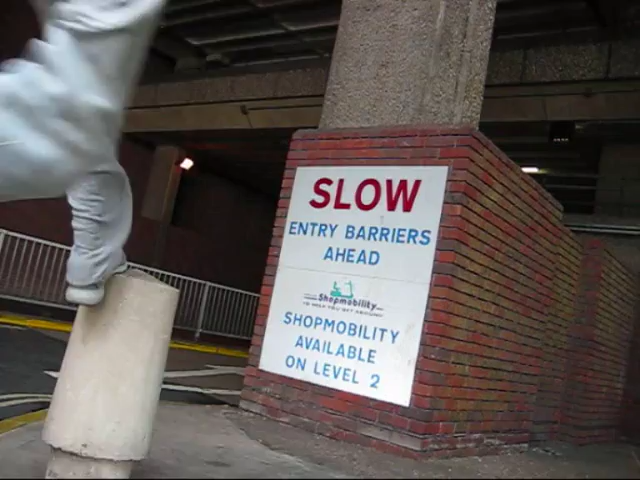 SLOW
ENTRY BARRIERS
AHEAD
Shopmobility
SHOPMOBILITY
AVAILABLE
ON LEVEL 2